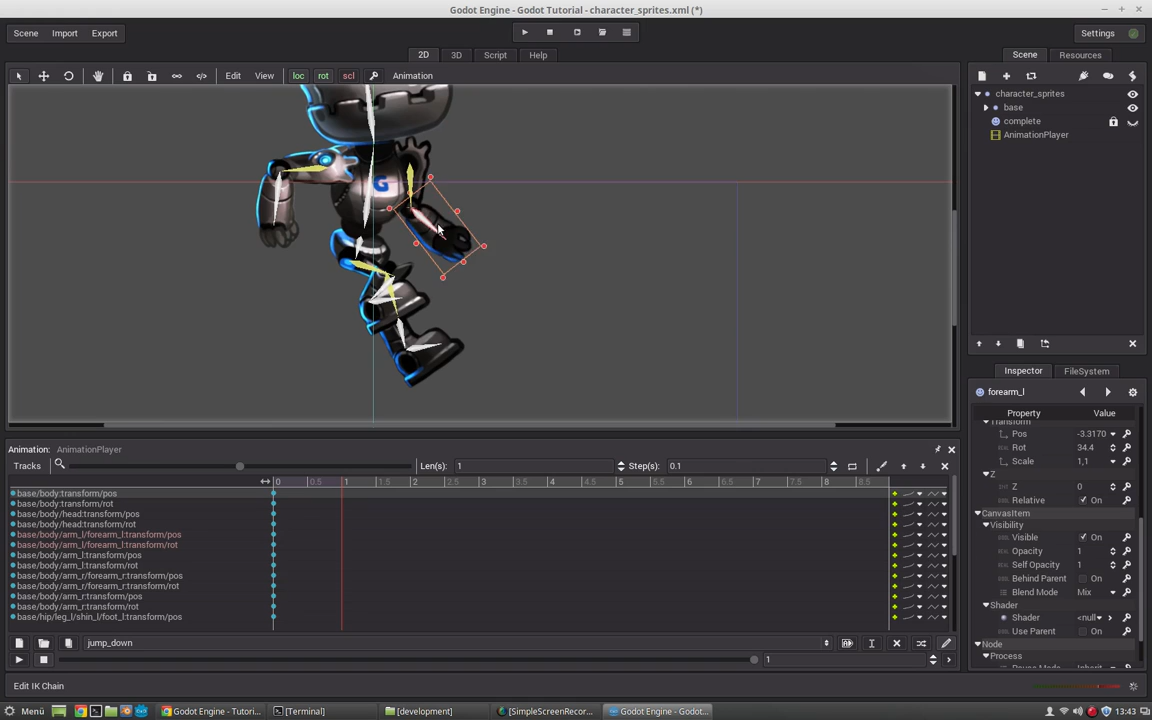 Godot Engine - Godot Tutorial - character_sprites.xml (*)
Scene Import Export Settings
2D 3D Script Help
Scene Resources
Edit View loc rot scl Animation
character_sprites
base
complete
AnimationPlayer
G
Inspector FileSystem
forearm_l
Property Value
Transform
Pos -3.3170
Rot 34.4
Scale 1,1
Z
Z 0
Relative On
CanvasItem
Visibility
Visible On
Opacity 1
Self Opacity 1
Behind Parent On
Blend Mode Mix
Shader
Shader <null>
Use Parent On
Node
Process
Pause Mode Inherit
Animation: AnimationPlayer
Tracks Len(s): 1 Step(s): 0.1
0 0.5 1 1.5 2 2.5 3 3.5 4 4.5 5 5.5 6 6.5 7 7.5 8 8.5
base/body:transform/pos
base/body:transform/rot
base/body/head:transform/pos
base/body/head:transform/rot
base/body/arm_l/forearm_l:transform/pos
base/body/arm_l/forearm_l:transform/rot
base/body/arm_l:transform/pos
base/body/arm_l:transform/rot
base/body/arm_r/forearm_r:transform/pos
base/body/arm_r/forearm_r:transform/rot
base/body/arm_r:transform/pos
base/body/arm_r:transform/rot
base/hip/leg_l/shin_l/foot_l:transform/pos
jump_down
1
Edit IK Chain
Menü Godot Engine - Tutori... [Terminal] [development] [SimpleScreenRecor... Godot Engine - Godot... 13:43